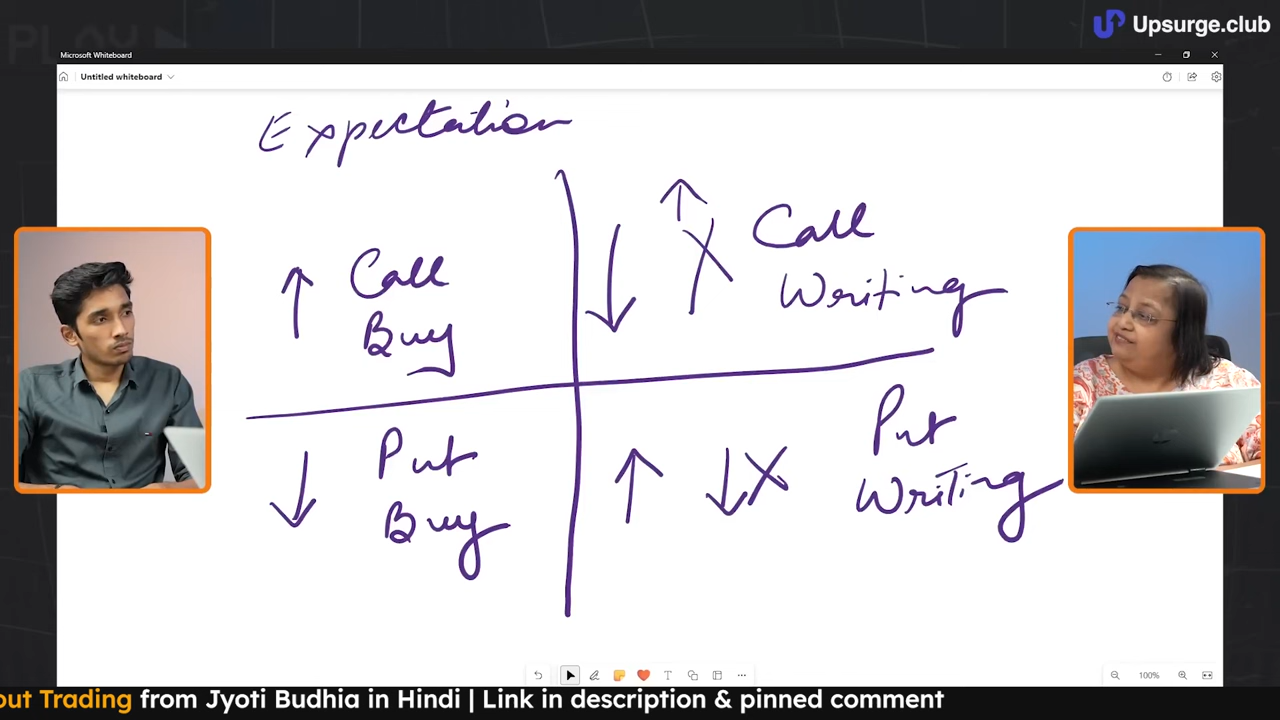 PLAY
Upsurge.club
Microsoft Whiteboard
Untitled whiteboard
Expectation
↑ Call
Buy
↓ ↑ X Call
Writing
↓ Put
Buy
↑ ↓ X Put
Writing
100%
out Trading from Jyoti Budhia in Hindi | Link in description & pinned comment